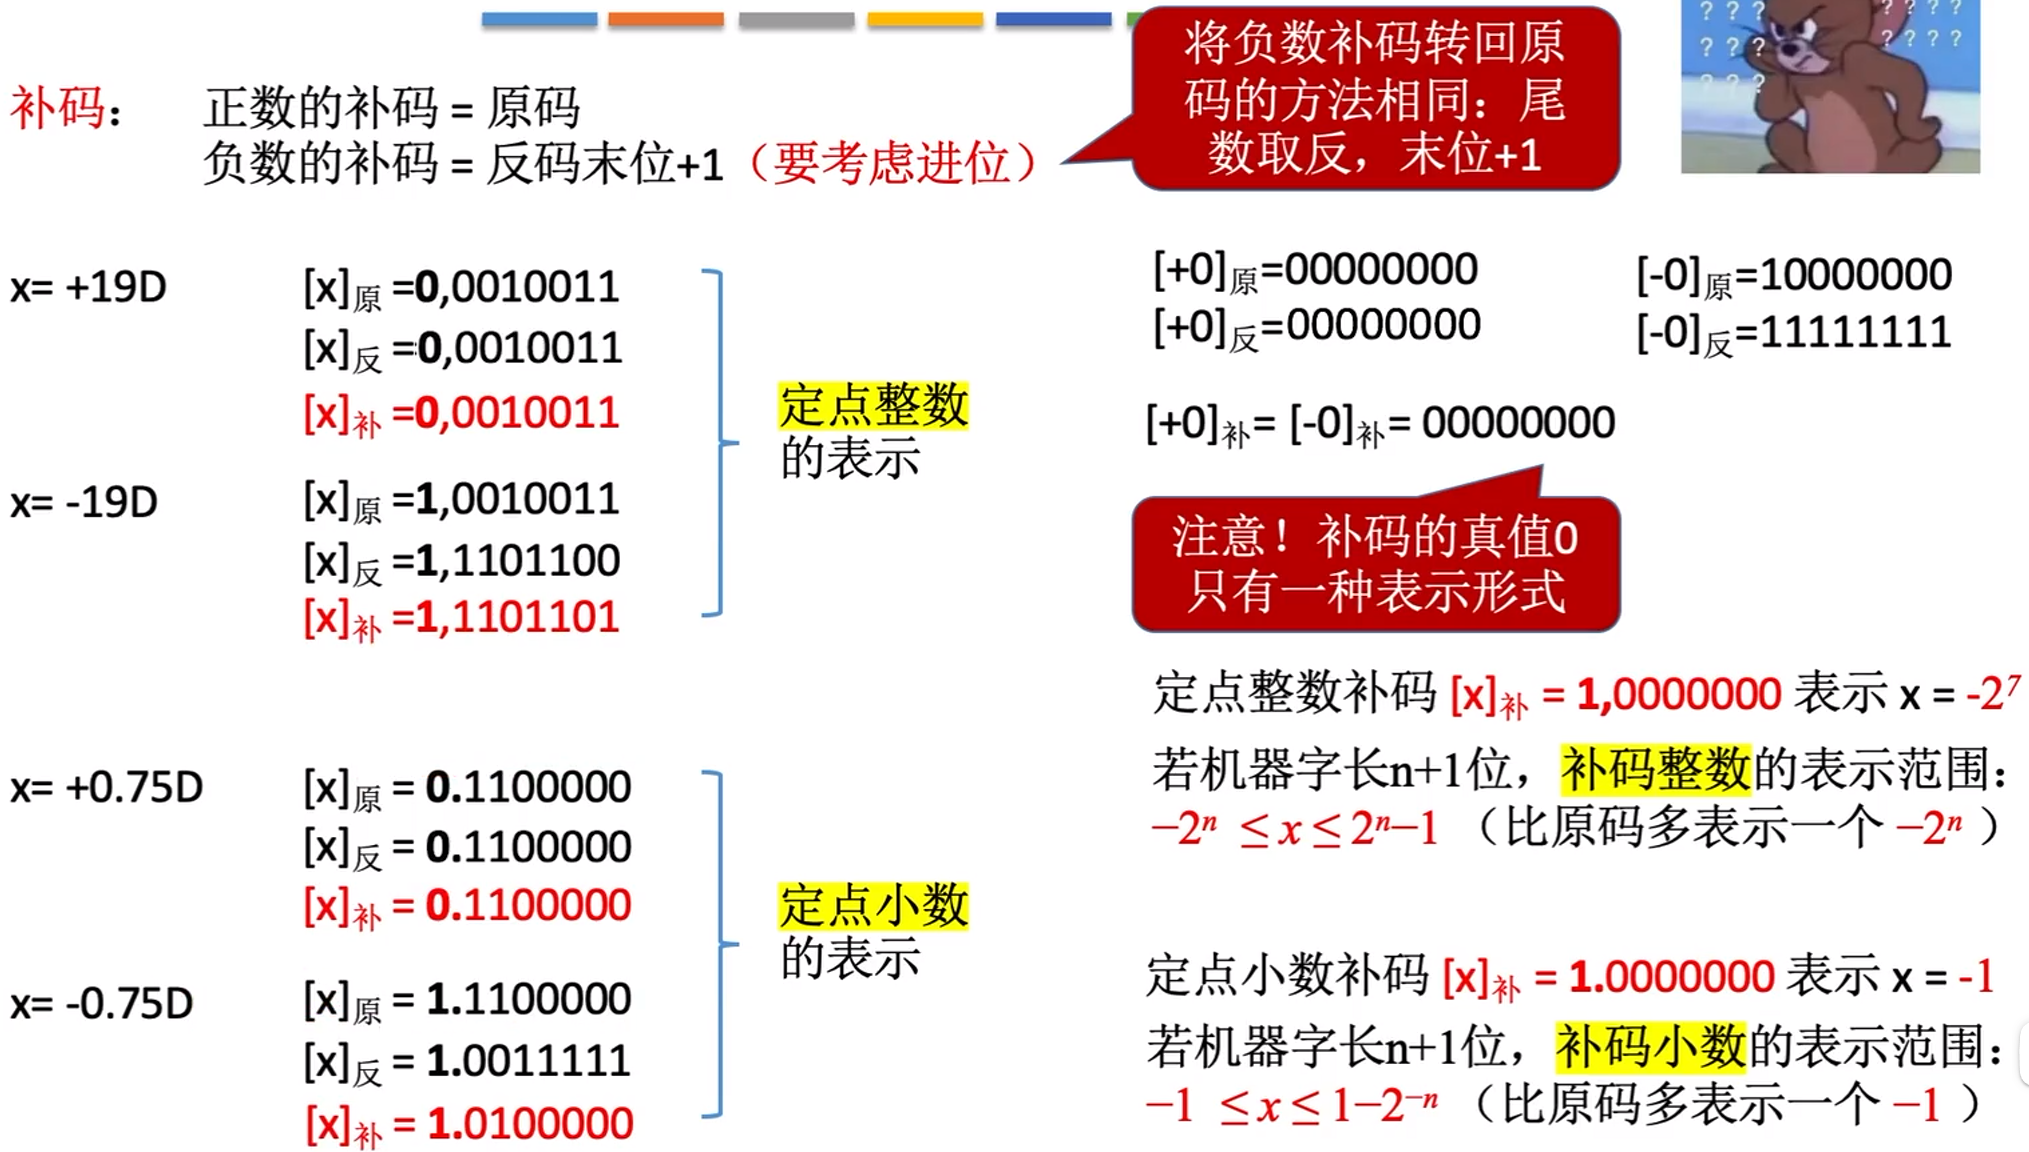 补码： 正数的补码 = 原码
负数的补码 = 反码末位+1（要考虑进位）
将负数补码转回原
码的方法相同：尾
数取反，末位+1
? ? ? ? ? ? ?
? ? ? ? ? ? ?
? ? ?
x= +19D [x]原 =0,0010011
[x]反 =0,0010011
[x]补 =0,0010011
x= -19D [x]原 =1,0010011
[x]反 =1,1101100
[x]补 =1,1101101
定点整数
的表示
x= +0.75D [x]原 = 0.1100000
[x]反 = 0.1100000
[x]补 = 0.1100000
x= -0.75D [x]原 = 1.1100000
[x]反 = 1.0011111
[x]补 = 1.0100000
定点小数
的表示
[+0]原=00000000 [-0]原=10000000
[+0]反=00000000 [-0]反=11111111
[+0]补= [-0]补= 00000000
注意！补码的真值0
只有一种表示形式
定点整数补码 [x]补 = 1,0000000 表示 x = -2⁷
若机器字长n+1位，补码整数的表示范围：
−2ⁿ ≤ x ≤ 2ⁿ−1 （比原码多表示一个 −2ⁿ ）
定点小数补码 [x]补 = 1.0000000 表示 x = -1
若机器字长n+1位，补码小数的表示范围：
−1 ≤ x ≤ 1−2⁻ⁿ （比原码多表示一个 −1 ）